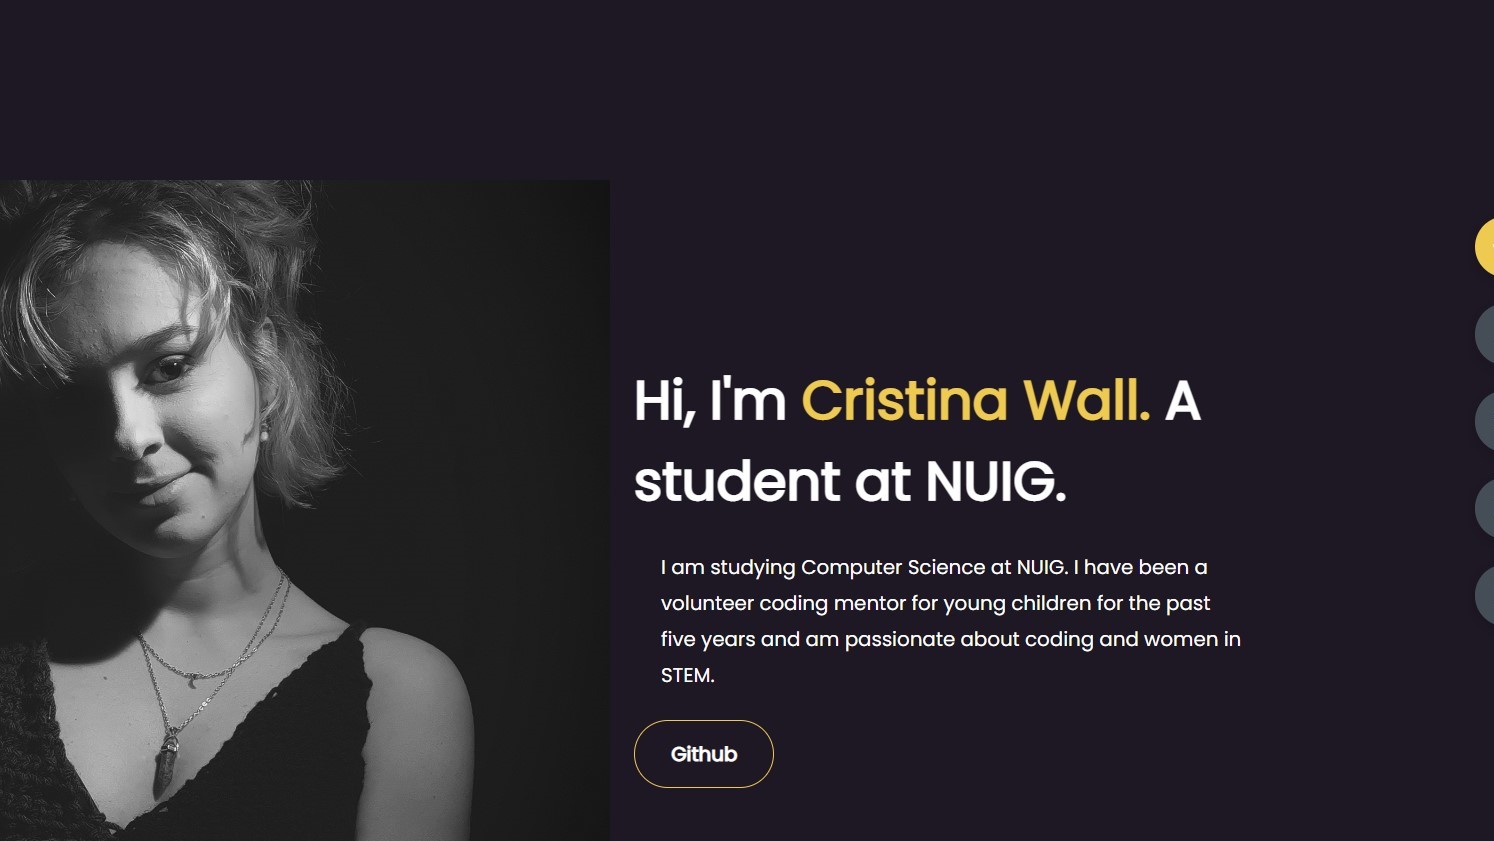 Hi, I'm Cristina Wall. A
student at NUIG.
I am studying Computer Science at NUIG. I have been a
volunteer coding mentor for young children for the past
five years and am passionate about coding and women in
STEM.
Github